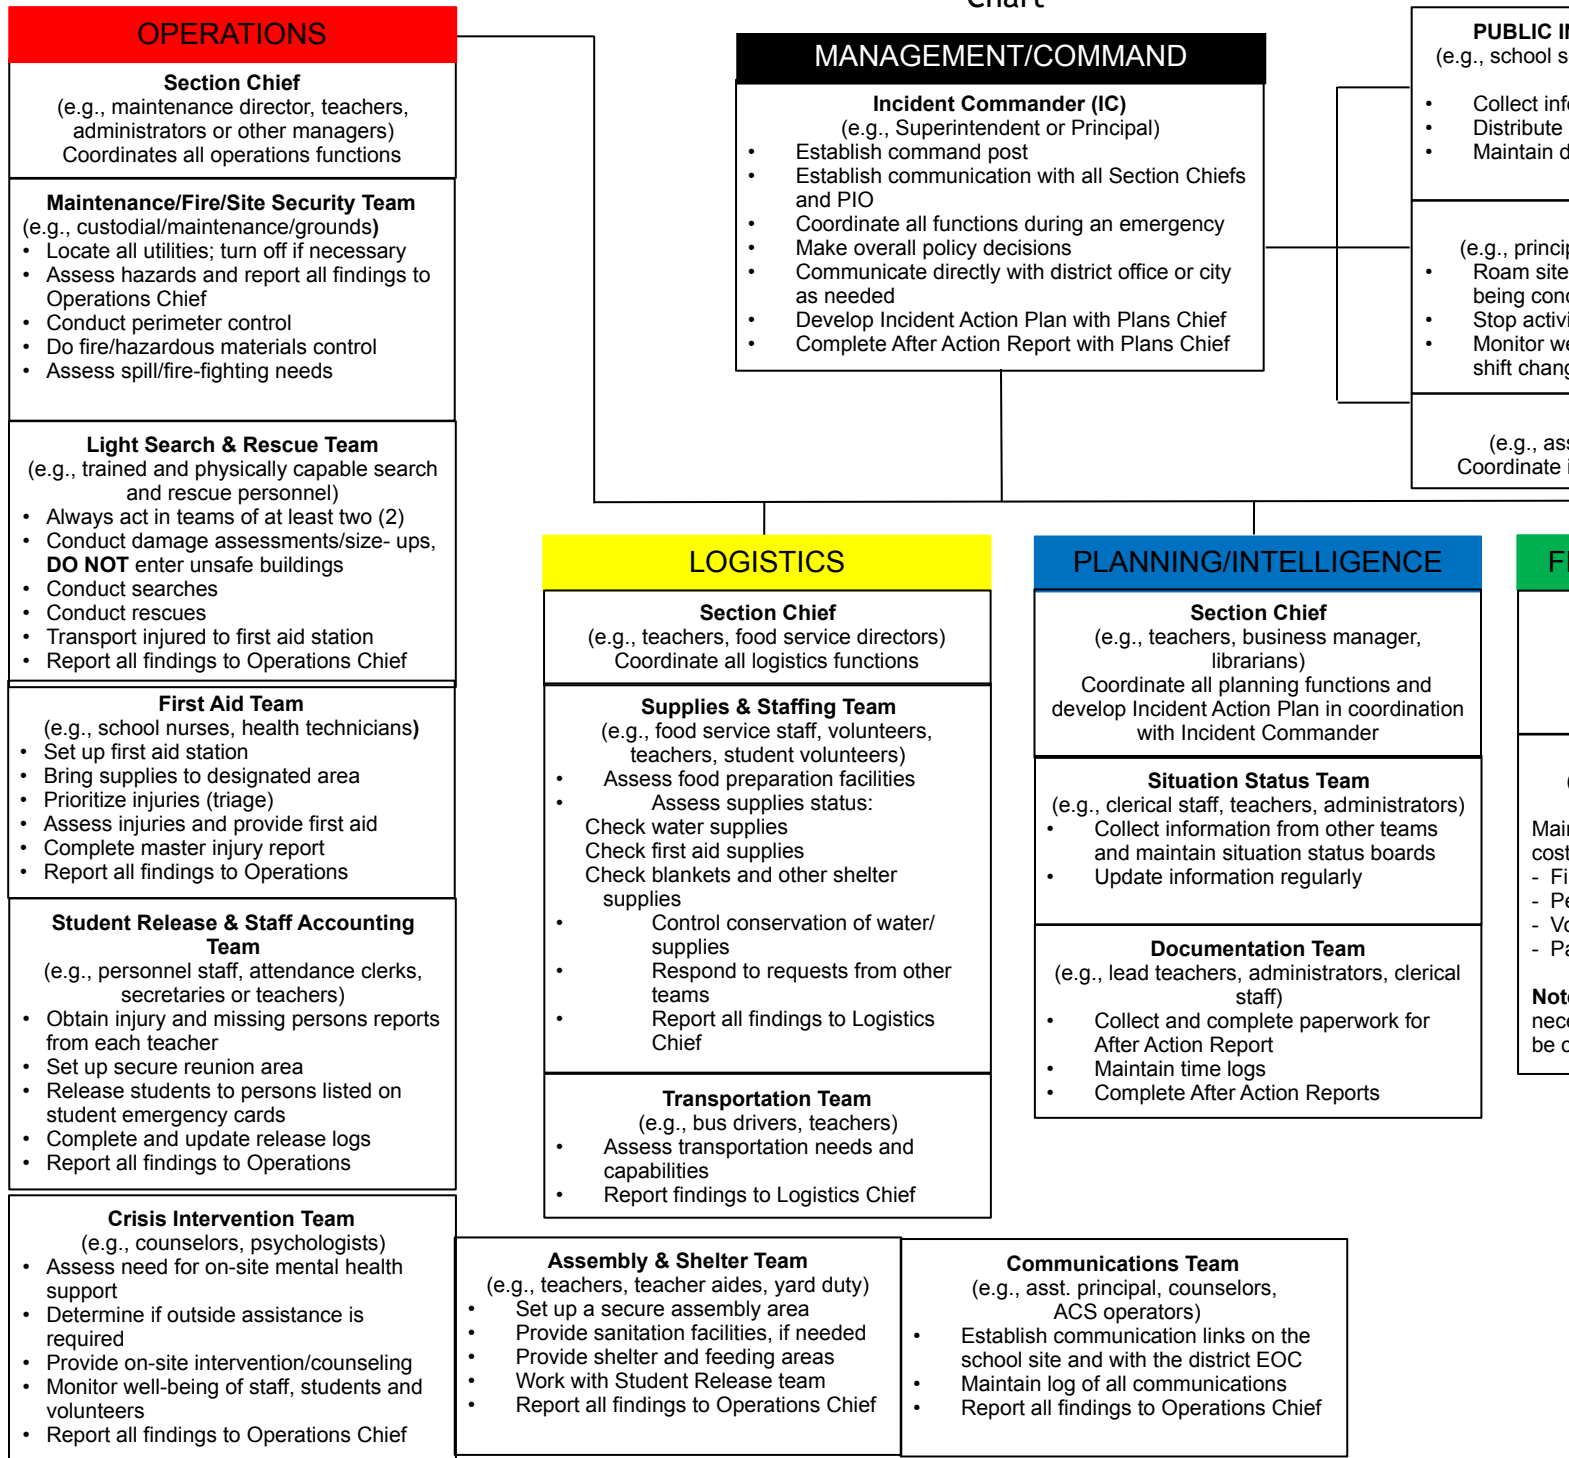 Chart
OPERATIONS
Section Chief
(e.g., maintenance director, teachers,
administrators or other managers)
Coordinates all operations functions
Maintenance/Fire/Site Security Team
(e.g., custodial/maintenance/grounds)
• Locate all utilities; turn off if necessary
• Assess hazards and report all findings to
Operations Chief
• Conduct perimeter control
• Do fire/hazardous materials control
• Assess spill/fire-fighting needs
Light Search & Rescue Team
(e.g., trained and physically capable search
and rescue personnel)
• Always act in teams of at least two (2)
• Conduct damage assessments/size- ups,
DO NOT enter unsafe buildings
• Conduct searches
• Conduct rescues
• Transport injured to first aid station
• Report all findings to Operations Chief
First Aid Team
(e.g., school nurses, health technicians)
• Set up first aid station
• Bring supplies to designated area
• Prioritize injuries (triage)
• Assess injuries and provide first aid
• Complete master injury report
• Report all findings to Operations
Student Release & Staff Accounting
Team
(e.g., personnel staff, attendance clerks,
secretaries or teachers)
• Obtain injury and missing persons reports
from each teacher
• Set up secure reunion area
• Release students to persons listed on
student emergency cards
• Complete and update release logs
• Report all findings to Operations
Crisis Intervention Team
(e.g., counselors, psychologists)
• Assess need for on-site mental health
support
• Determine if outside assistance is
required
• Provide on-site intervention/counseling
• Monitor well-being of staff, students and
volunteers
• Report all findings to Operations Chief
MANAGEMENT/COMMAND
Incident Commander (IC)
(e.g., Superintendent or Principal)
• Establish command post
• Establish communication with all Section Chiefs
and PIO
• Coordinate all functions during an emergency
• Make overall policy decisions
• Communicate directly with district office or city
as needed
• Develop Incident Action Plan with Plans Chief
• Complete After Action Report with Plans Chief
PUBLIC
(e.g., school
• Collect
• Distribute
• Maintain
(e.g.,
• Roam site
being
• Stop
• Monitor
shift
(e.g.,
Coordinate
LOGISTICS
Section Chief
(e.g., teachers, food service directors)
Coordinate all logistics functions
Supplies & Staffing Team
(e.g., food service staff, volunteers,
teachers, student volunteers)
• Assess food preparation facilities
• Assess supplies status:
Check water supplies
Check first aid supplies
Check blankets and other shelter
supplies
• Control conservation of water/
supplies
• Respond to requests from other
teams
• Report all findings to Logistics
Chief
Transportation Team
(e.g., bus drivers, teachers)
• Assess transportation needs and
capabilities
• Report findings to Logistics Chief
Assembly & Shelter Team
(e.g., teachers, teacher aides, yard duty)
• Set up a secure assembly area
• Provide sanitation facilities, if needed
• Provide shelter and feeding areas
• Work with Student Release team
• Report all findings to Operations Chief
PLANNING/INTELLIGENCE
Section Chief
(e.g., teachers, business manager,
librarians)
Coordinate all planning functions and
develop Incident Action Plan in coordination
with Incident Commander
Situation Status Team
(e.g., clerical staff, teachers, administrators)
• Collect information from other teams
and maintain situation status boards
• Update information regularly
Documentation Team
(e.g., lead teachers, administrators, clerical
staff)
• Collect and complete paperwork for
After Action Report
• Maintain time logs
• Complete After Action Reports
Communications Team
(e.g., asst. principal, counselors,
ACS operators)
• Establish communication links on the
school site and with the district EOC
• Maintain log of all communications
• Report all findings to Operations Chief
be